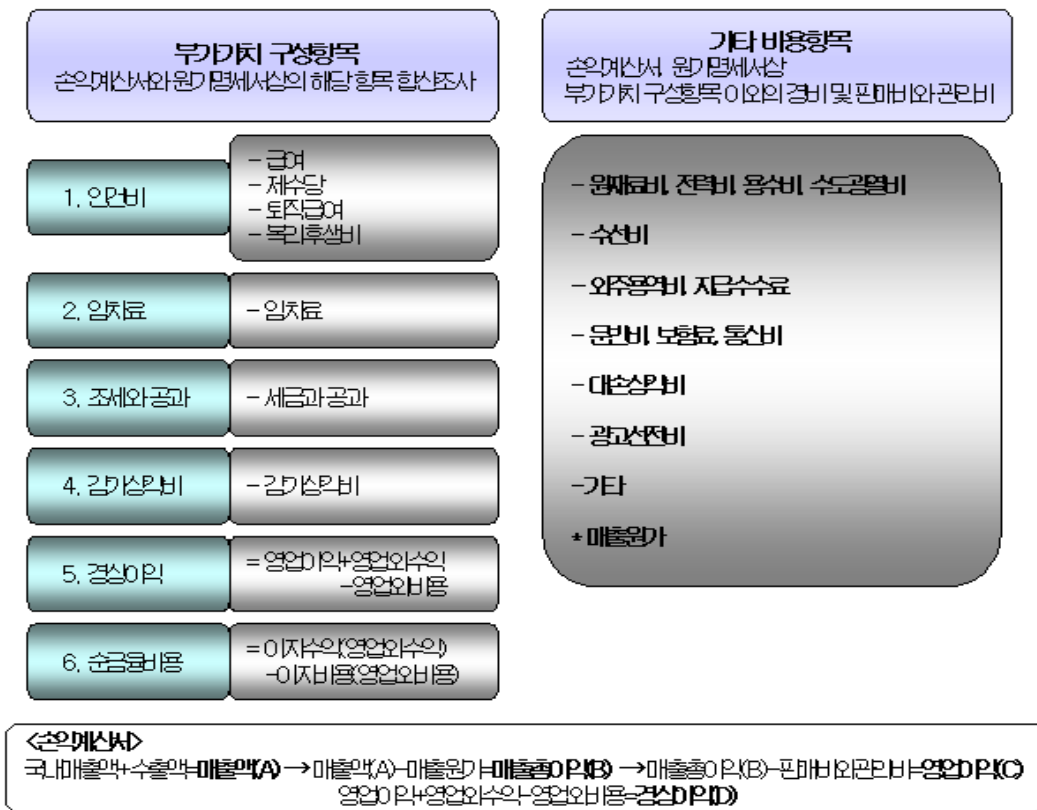 부가가치 구성항목
손익계산서와 원가명세서상의 해당 항목 합산조사
기타 비용항목
손익계산서, 원가명세서상
부가가치 구성항목 이외의 경비 및 판매비와 관리비
1. 인건비
- 급여
- 제수당
- 퇴직급여
- 복리후생비
2. 임차료
- 임차료
3. 조세와 공과
- 세금과 공과
4. 감가상각비
- 감가상각비
5. 경상이익
= 영업이익+영업외수익
-영업외비용
6. 순금융비용
= 이자수익(영업외수익)
-이자비용(영업외비용)
- 원재료비, 전력비, 용수비, 수도광열비
- 수선비
- 외주용역비, 지급수수료
- 운반비, 보험료, 통신비
- 대손상각비
- 광고선전비
-기타
* 매출원가
<손익계산서>
국내매출액+수출액=매출액(A) → 매출액(A)-매출원가=매출총이익(B) → 매출총이익(B)-판매비와관리비=영업이익(C)
영업이익+영업외수익-영업외비용=경상이익(D)